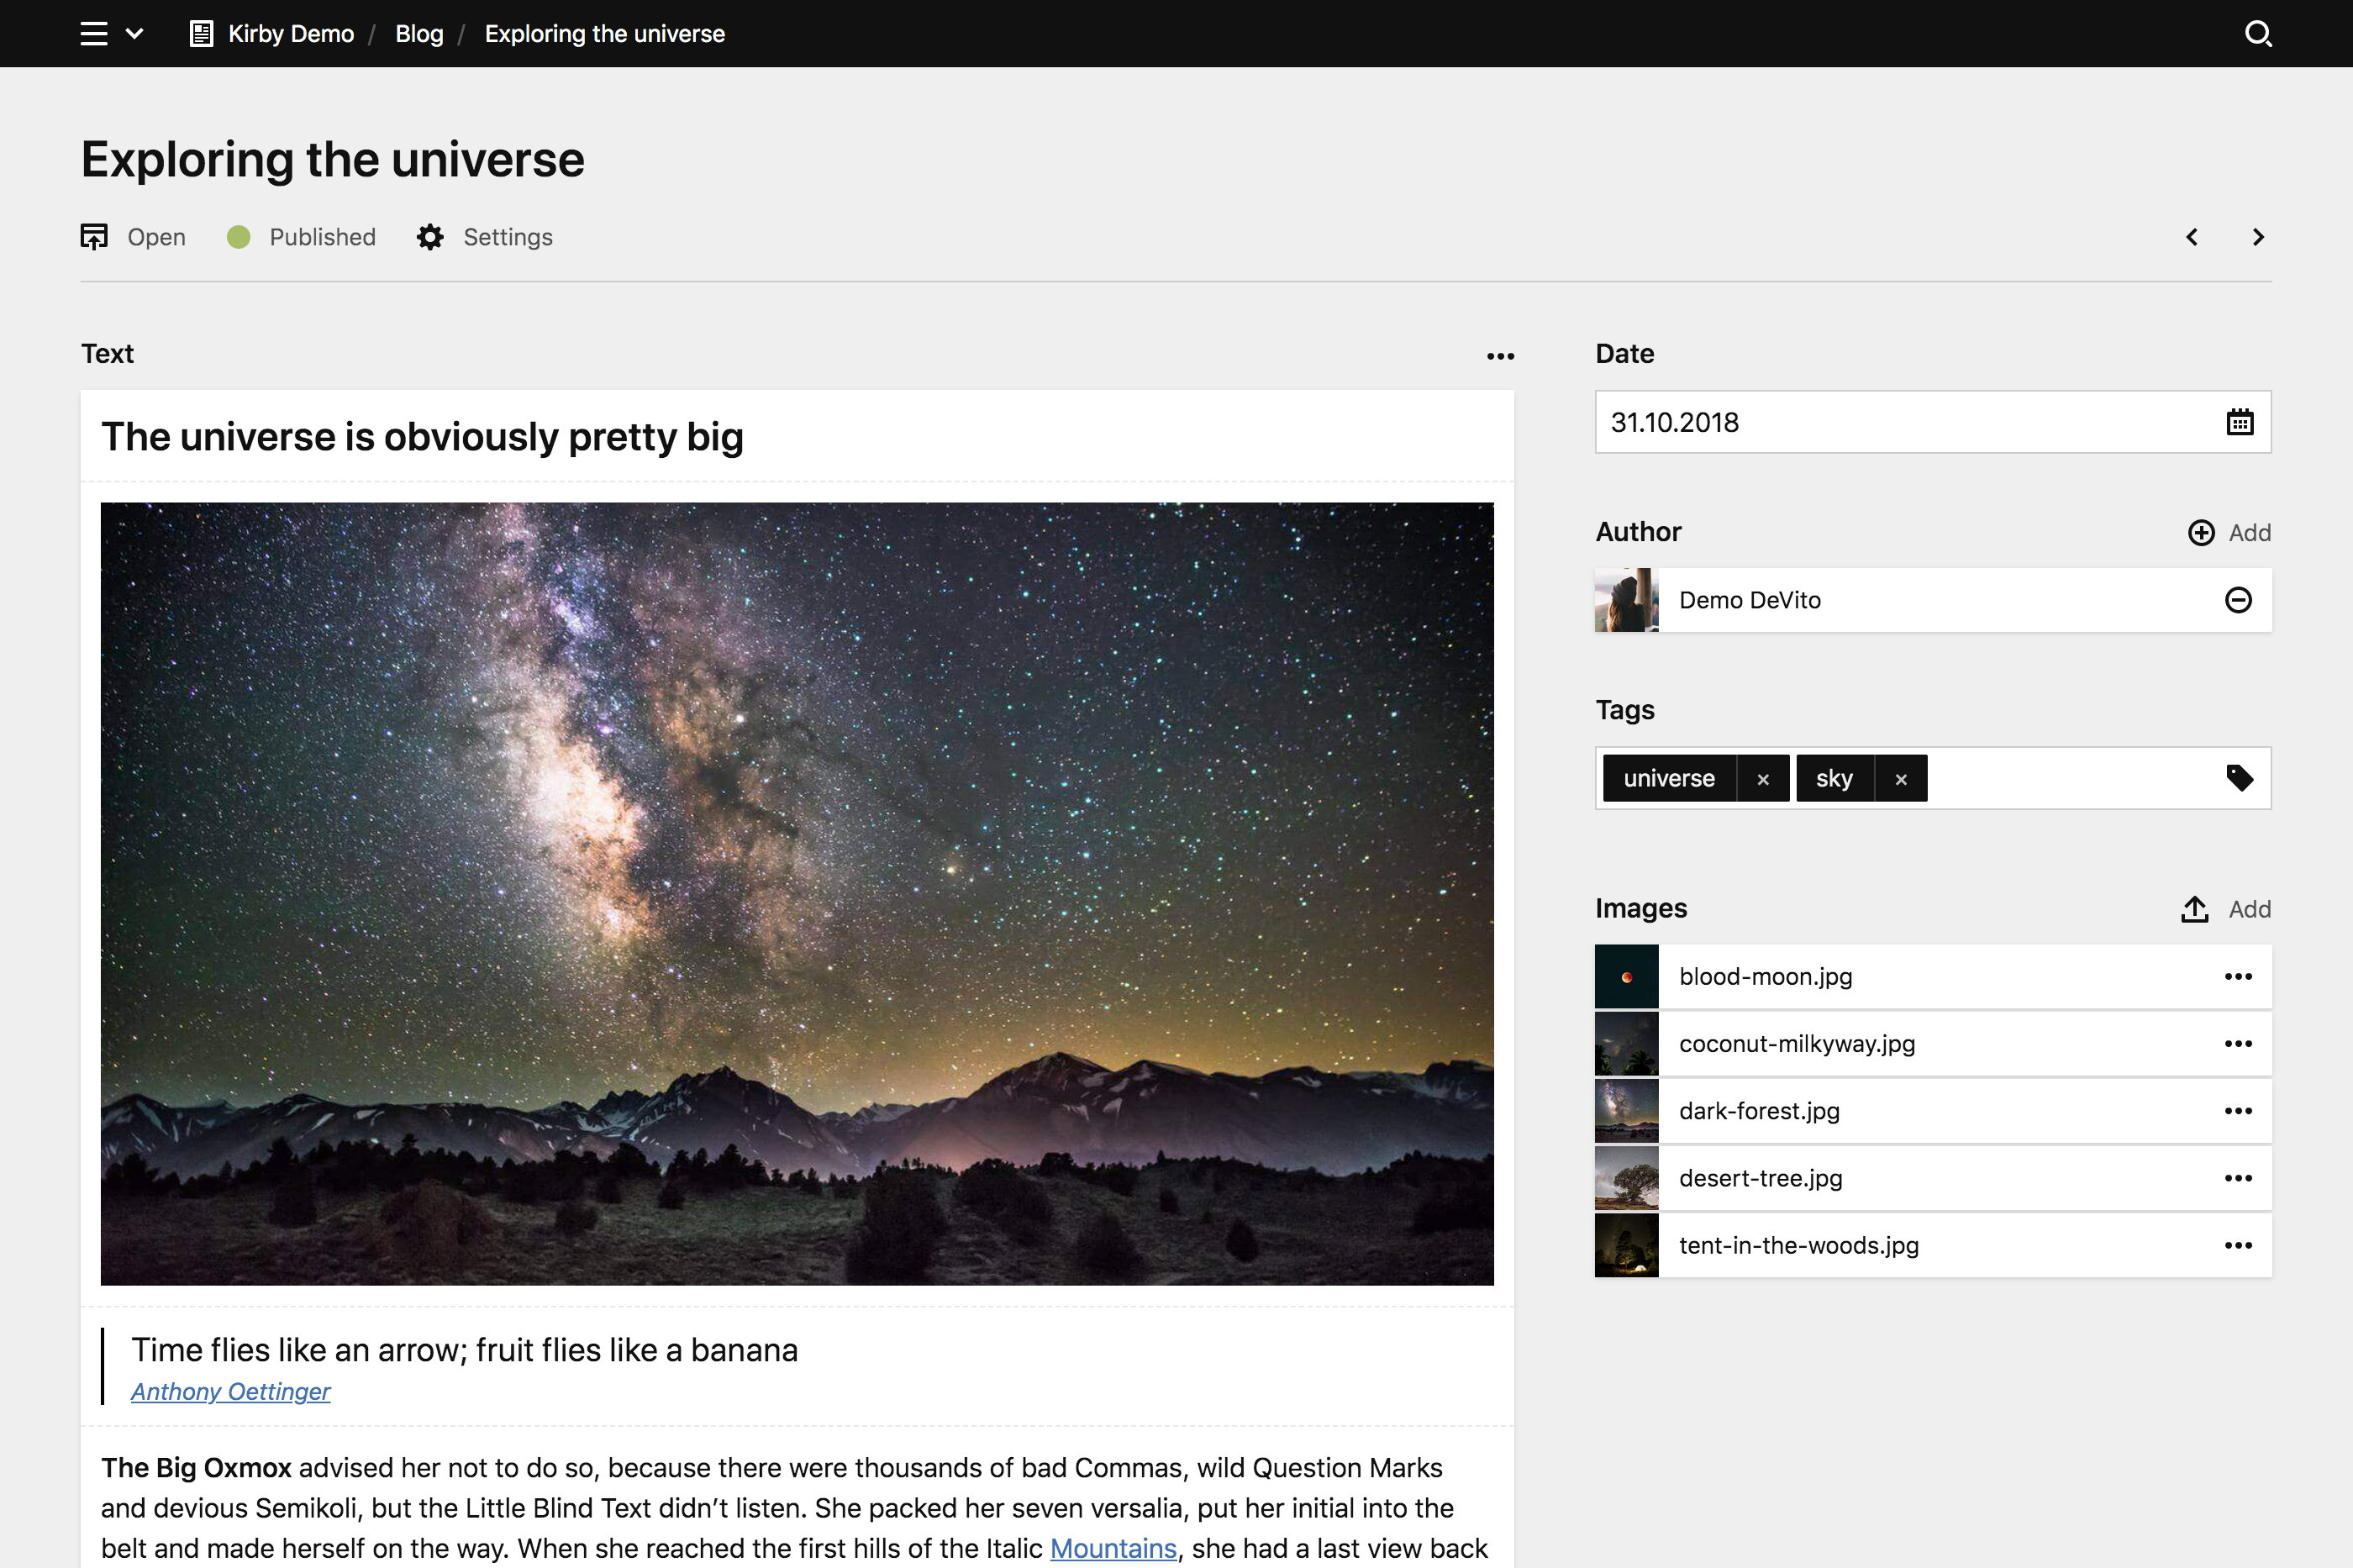 Kirby Demo / Blog / Exploring the universe
Exploring the universe
Open Published Settings
Text
The universe is obviously pretty big
Time flies like an arrow; fruit flies like a banana
Anthony Oettinger
The Big Oxmox advised her not to do so, because there were thousands of bad Commas, wild Question Marks
and devious Semikoli, but the Little Blind Text didn’t listen. She packed her seven versalia, put her initial into the
belt and made herself on the way. When she reached the first hills of the Italic Mountains, she had a last view back
Date
31.10.2018
Author Add
Demo DeVito
Tags
universe × sky ×
Images Add
blood-moon.jpg
coconut-milkyway.jpg
dark-forest.jpg
desert-tree.jpg
tent-in-the-woods.jpg